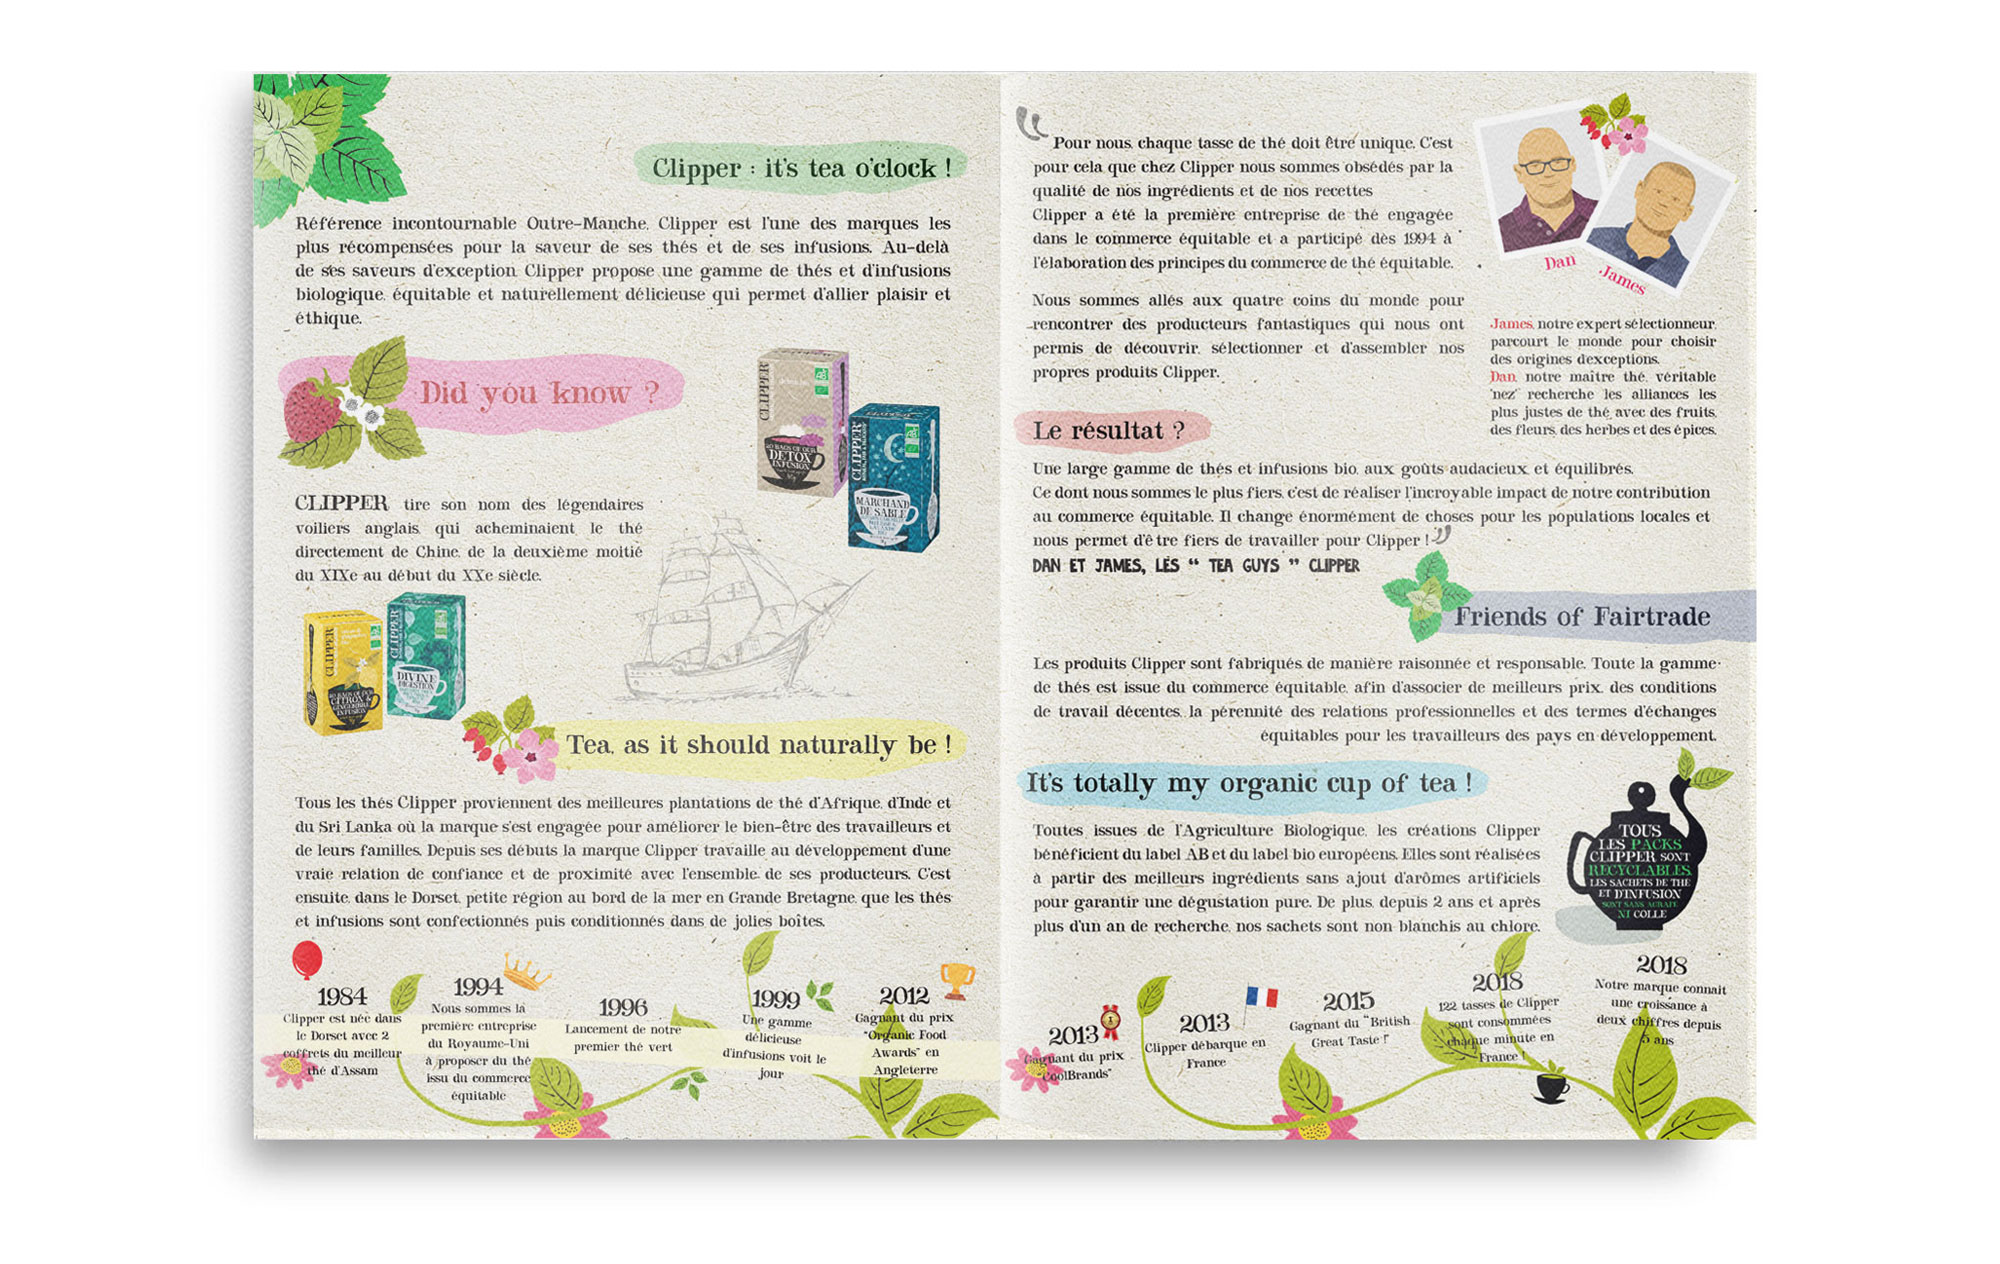 Clipper : it's tea o'clock !
Référence incontournable Outre-Manche, Clipper est l'une des marques les
plus récompensées pour la saveur de ses thés et de ses infusions. Au-delà
de ses saveurs d'exception Clipper propose une gamme de thés et d'infusions
biologique, équitable et naturellement délicieuse qui permet d'allier plaisir et
éthique.
Did you know ?
CLIPPER tire son nom des légendaires
voiliers anglais, qui acheminaient le thé
directement de Chine, de la deuxième moitié
du XIXe au début du XXe siècle.
CLIPPER
20 BAGS OF OUR
DETOX
INFUSION
CLIPPER
MARCHAND
DE SABLE
CLIPPER
20 BAGS OF OUR
CITRON &
GINGEMBRE
INFUSION
CLIPPER
DIVINE
DIGESTION
Tea, as it should naturally be !
Tous les thés Clipper proviennent des meilleures plantations de thé d'Afrique, d'Inde et
du Sri Lanka où la marque s'est engagée pour améliorer le bien-être des travailleurs et
de leurs familles. Depuis ses débuts la marque Clipper travaille au développement d'une
vraie relation de confiance et de proximité avec l'ensemble de ses producteurs. C'est
ensuite, dans le Dorset, petite région au bord de la mer en Grande Bretagne, que les thés
et infusions sont confectionnés puis conditionnés dans de jolies boîtes.
1984
Clipper est née dans
le Dorset avec 2
coffrets du meilleur
thé d'Assam
1994
Nous sommes la
première entreprise
du Royaume-Uni
à proposer du thé
issu du commerce
équitable
1996
Lancement de notre
premier thé vert
1999
Une gamme
délicieuse
d'infusions voit le
jour
2012
Gagnant du prix
"Organic Food
Awards" en
Angleterre
“
Pour nous, chaque tasse de thé doit être unique. C'est
pour cela que chez Clipper nous sommes obsédés par la
qualité de nos ingrédients et de nos recettes
Clipper a été la première entreprise de thé engagée
dans le commerce équitable et a participé dès 1994 à
l'élaboration des principes du commerce de thé équitable.
Nous sommes allés aux quatre coins du monde pour
rencontrer des producteurs fantastiques qui nous ont
permis de découvrir, sélectionner et d'assembler nos
propres produits Clipper.
Dan
James
James, notre expert sélectionneur,
parcourt le monde pour choisir
des origines d'exceptions.
Dan, notre maître thé, véritable
"nez" recherche les alliances les
plus justes de thé, avec des fruits,
des fleurs, des herbes et des épices.
Le résultat ?
Une large gamme de thés et infusions bio, aux goûts audacieux, et équilibrés.
Ce dont nous sommes le plus fiers, c'est de réaliser l'incroyable impact de notre contribution
au commerce équitable. Il change énormément de choses pour les populations locales et
nous permet d'être fiers de travailler pour Clipper ! ”
DAN ET JAMES, LES “ TEA GUYS ” CLIPPER
Friends of Fairtrade
Les produits Clipper sont fabriqués de manière raisonnée et responsable. Toute la gamme
de thés est issue du commerce équitable, afin d'associer de meilleurs prix, des conditions
de travail décentes, la pérennité des relations professionnelles et des termes d'échanges
équitables pour les travailleurs des pays en développement.
It's totally my organic cup of tea !
Toutes issues de l'Agriculture Biologique, les créations Clipper
bénéficient du label AB et du label bio européens. Elles sont réalisées
à partir des meilleurs ingrédients sans ajout d'arômes artificiels
pour garantir une dégustation pure. De plus, depuis 2 ans et après
plus d'un an de recherche, nos sachets sont non blanchis au chlore.
TOUS
LES PACKS
CLIPPER SONT
RECYCLABLES,
LES SACHETS DE THÉ
ET D'INFUSION
SONT SANS AGRAFE
NI COLLE
2013
Gagnant du prix
"CoolBrands"
2013
Clipper débarque en
France
2015
Gagnant du "British
Great Taste !"
2018
122 tasses de Clipper
sont consommées
chaque minute en
France !
2018
Notre marque connait
une croissance à
deux chiffres depuis
5 ans